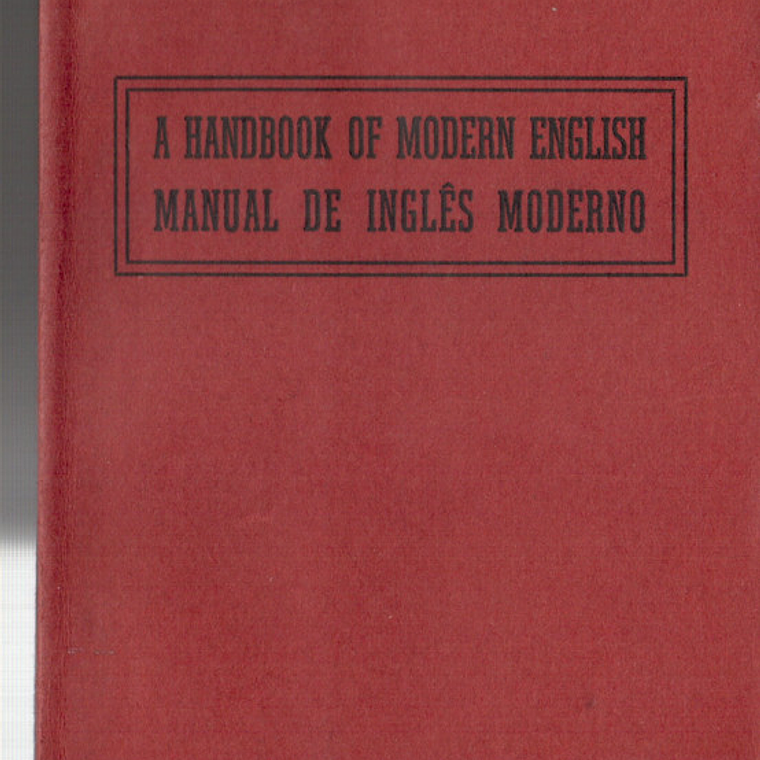 A HANDBOOK OF MODERN ENGLISH
MANUAL DE INGLÊS MODERNO